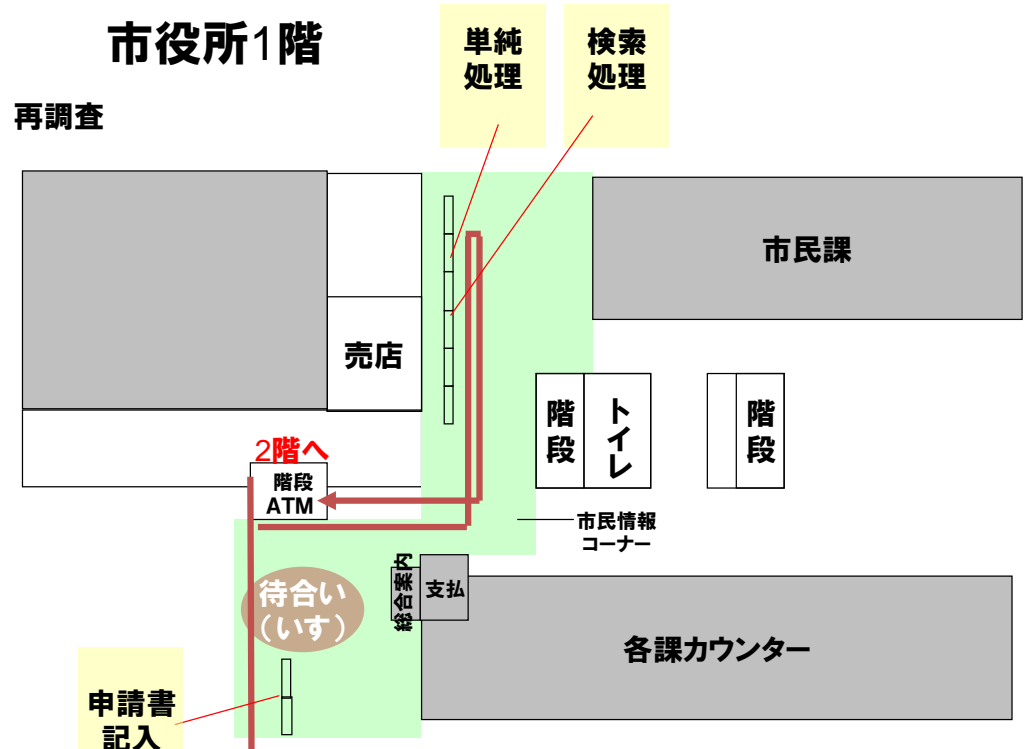 市役所1階
再調査
単純
処理
検索
処理
市民課
売店
階段
トイレ
階段
2階へ
階段
ATM
市民情報
コーナー
待合い
（いす）
総合案内
支払
各課カウンター
申請書
記入